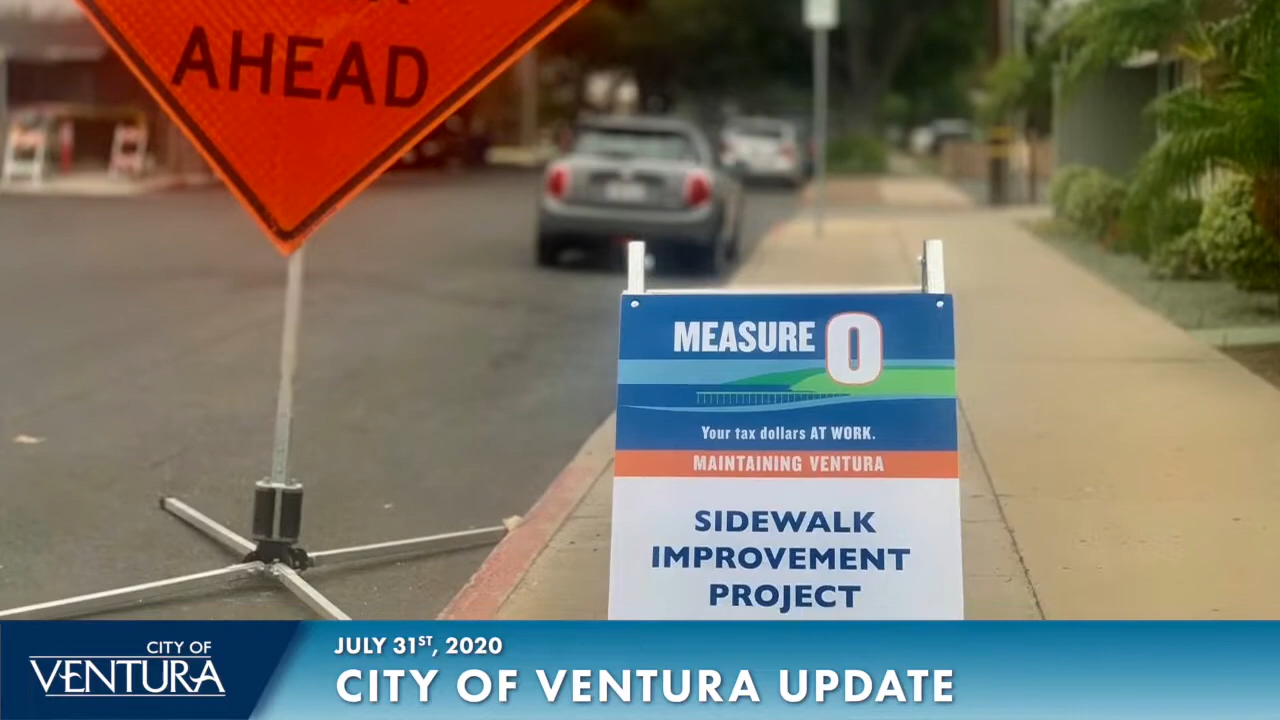 AHEAD
MEASURE O
Your tax dollars AT WORK.
MAINTAINING VENTURA
SIDEWALK
IMPROVEMENT
PROJECT
CITY OF
VENTURA
JULY 31ST, 2020
CITY OF VENTURA UPDATE